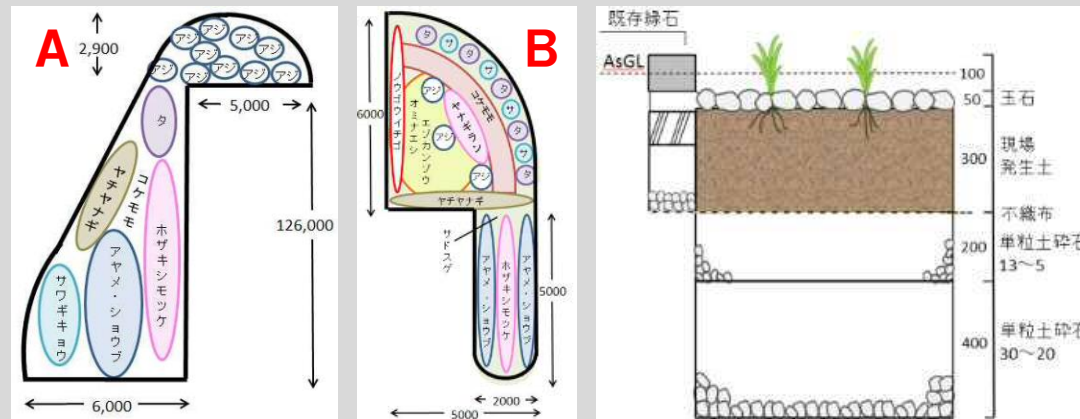 A
2,900
アジ
アジ
アジ
アジ
アジ
アジ
アジ
アジ
アジ
アジ
アジ
5,000
タ
ヤチヤナギ
コケモモ
ホザキシモツケ
アヤメ・ショウブ
サワギキョウ
126,000
6,000
B
6000
ノウゴウイチゴ
オミナエシ
エゾカンゾウ
アジ
アジ
アジ
ヤナギラン
コケモモ
タ
サ
タ
サ
タ
サ
タ
サ
タ
ヤチヤナギ
サドスゲ
アヤメ・ショウブ
ホザキシモツケ
アヤメ・ショウブ
5000
2000
5000
既存縁石
AsGL
100
50
玉石
300
現場
発生土
不織布
200
単粒土砕石
13～5
400
単粒土砕石
30～20